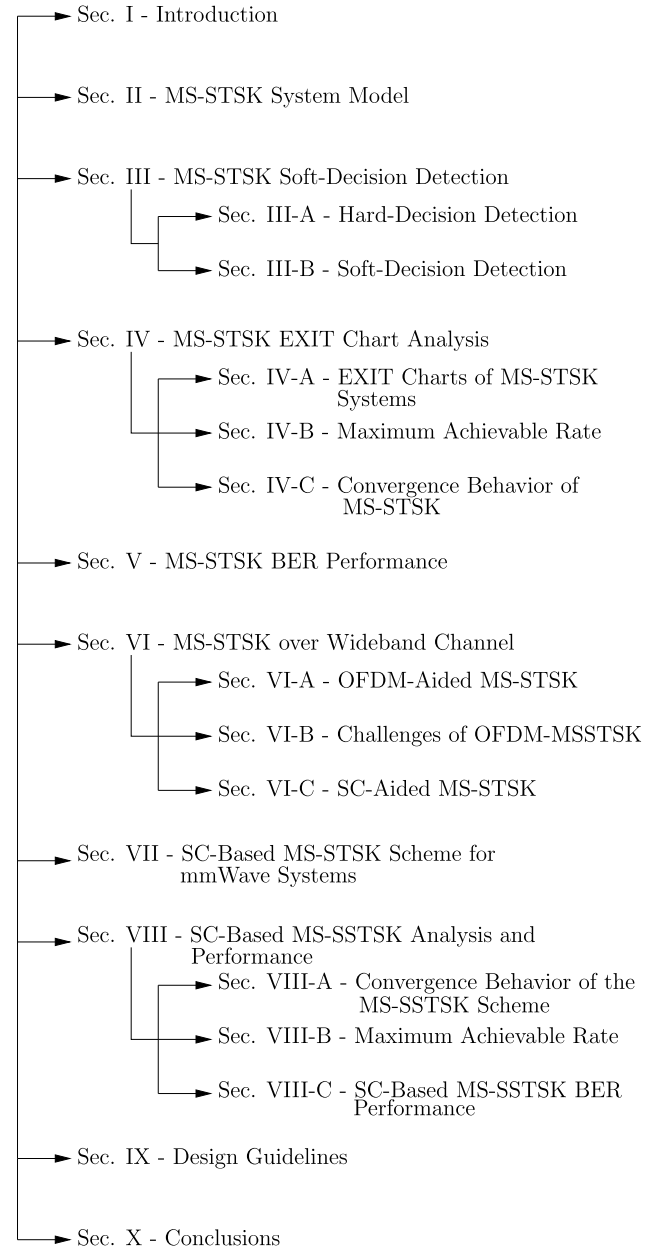 Sec. I - Introduction
Sec. II - MS-STSK System Model
Sec. III - MS-STSK Soft-Decision Detection
Sec. III-A - Hard-Decision Detection
Sec. III-B - Soft-Decision Detection
Sec. IV - MS-STSK EXIT Chart Analysis
Sec. IV-A - EXIT Charts of MS-STSK
Systems
Sec. IV-B - Maximum Achievable Rate
Sec. IV-C - Convergence Behavior of
MS-STSK
Sec. V - MS-STSK BER Performance
Sec. VI - MS-STSK over Wideband Channel
Sec. VI-A - OFDM-Aided MS-STSK
Sec. VI-B - Challenges of OFDM-MSSTSK
Sec. VI-C - SC-Aided MS-STSK
Sec. VII - SC-Based MS-STSK Scheme for
mmWave Systems
Sec. VIII - SC-Based MS-SSTSK Analysis and
Performance
Sec. VIII-A - Convergence Behavior of the
MS-SSTSK Scheme
Sec. VIII-B - Maximum Achievable Rate
Sec. VIII-C - SC-Based MS-SSTSK BER
Performance
Sec. IX - Design Guidelines
Sec. X - Conclusions